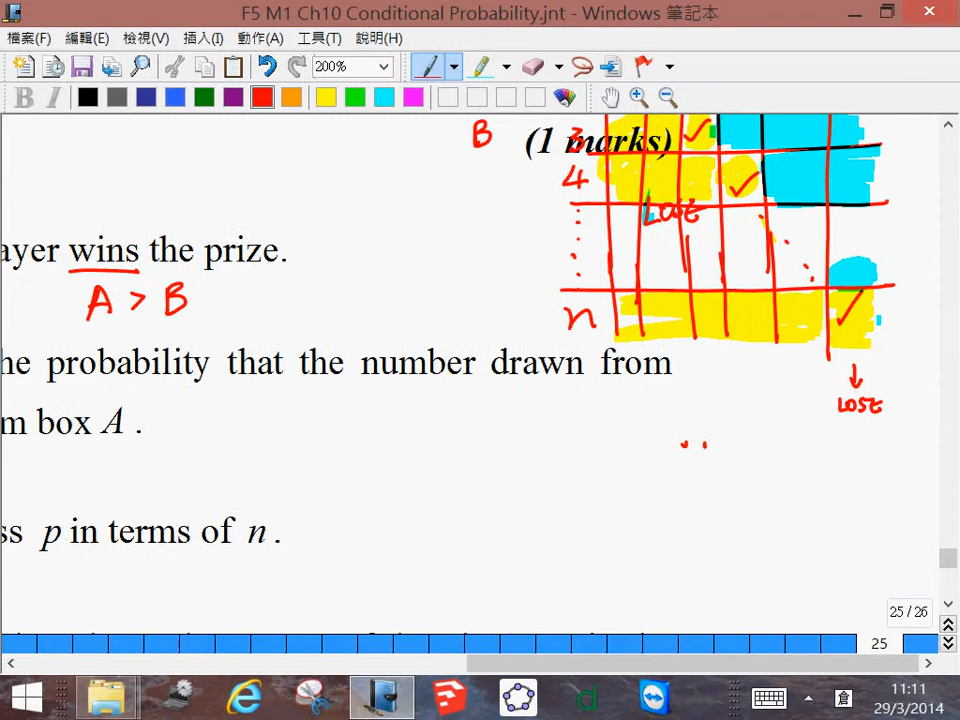 F5 M1 Ch10 Conditional Probability.jnt - Windows 筆記本
檔案(F) 編輯(E) 檢視(V) 插入(I) 動作(A) 工具(T) 說明(H)
200%
B I
B
(1 marks)
3
4
LOSE
ayer wins the prize.
A > B
n
he probability that the number drawn from
LOSE
m box A .
ss p in terms of n .
25 / 26
25
11:11
29/3/2014